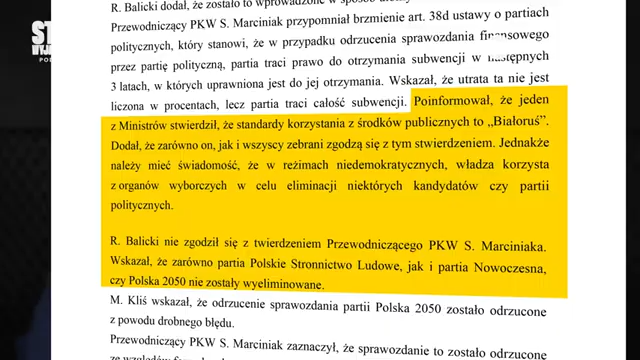 R. Balicki dodał, że zostało to wprowadzone w sposób
Przewodniczący PKW S. Marciniak przypomniał brzmienie art. 38d ustawy o partiach
politycznych, który stanowi, że w przypadku odrzucenia sprawozdania finansowego
przez partię polityczną, partia traci prawo do otrzymania subwencji w następnych
3 latach, w których uprawniona jest do jej otrzymania. Wskazał, że utrata ta nie jest
liczona w procentach, lecz partia traci całość subwencji. Poinformował, że jeden
z Ministrów stwierdził, że standardy korzystania z środków publicznych to „Białoruś”.
Dodał, że zarówno on, jak i wszyscy zebrani zgodzą się z tym stwierdzeniem. Jednakże
należy mieć świadomość, że w reżimach niedemokratycznych, władza korzysta
z organów wyborczych w celu eliminacji niektórych kandydatów czy partii
politycznych.
R. Balicki nie zgodził się z twierdzeniem Przewodniczącego PKW S. Marciniaka.
Wskazał, że zarówno partia Polskie Stronnictwo Ludowe, jak i partia Nowoczesna,
czy Polska 2050 nie zostały wyeliminowane.
M. Kliś wskazał, że odrzucenie sprawozdania partii Polska 2050 zostało odrzucone
z powodu drobnego błędu.
Przewodniczący PKW S. Marciniak zaznaczył, że sprawozdanie to zostało odrzucone